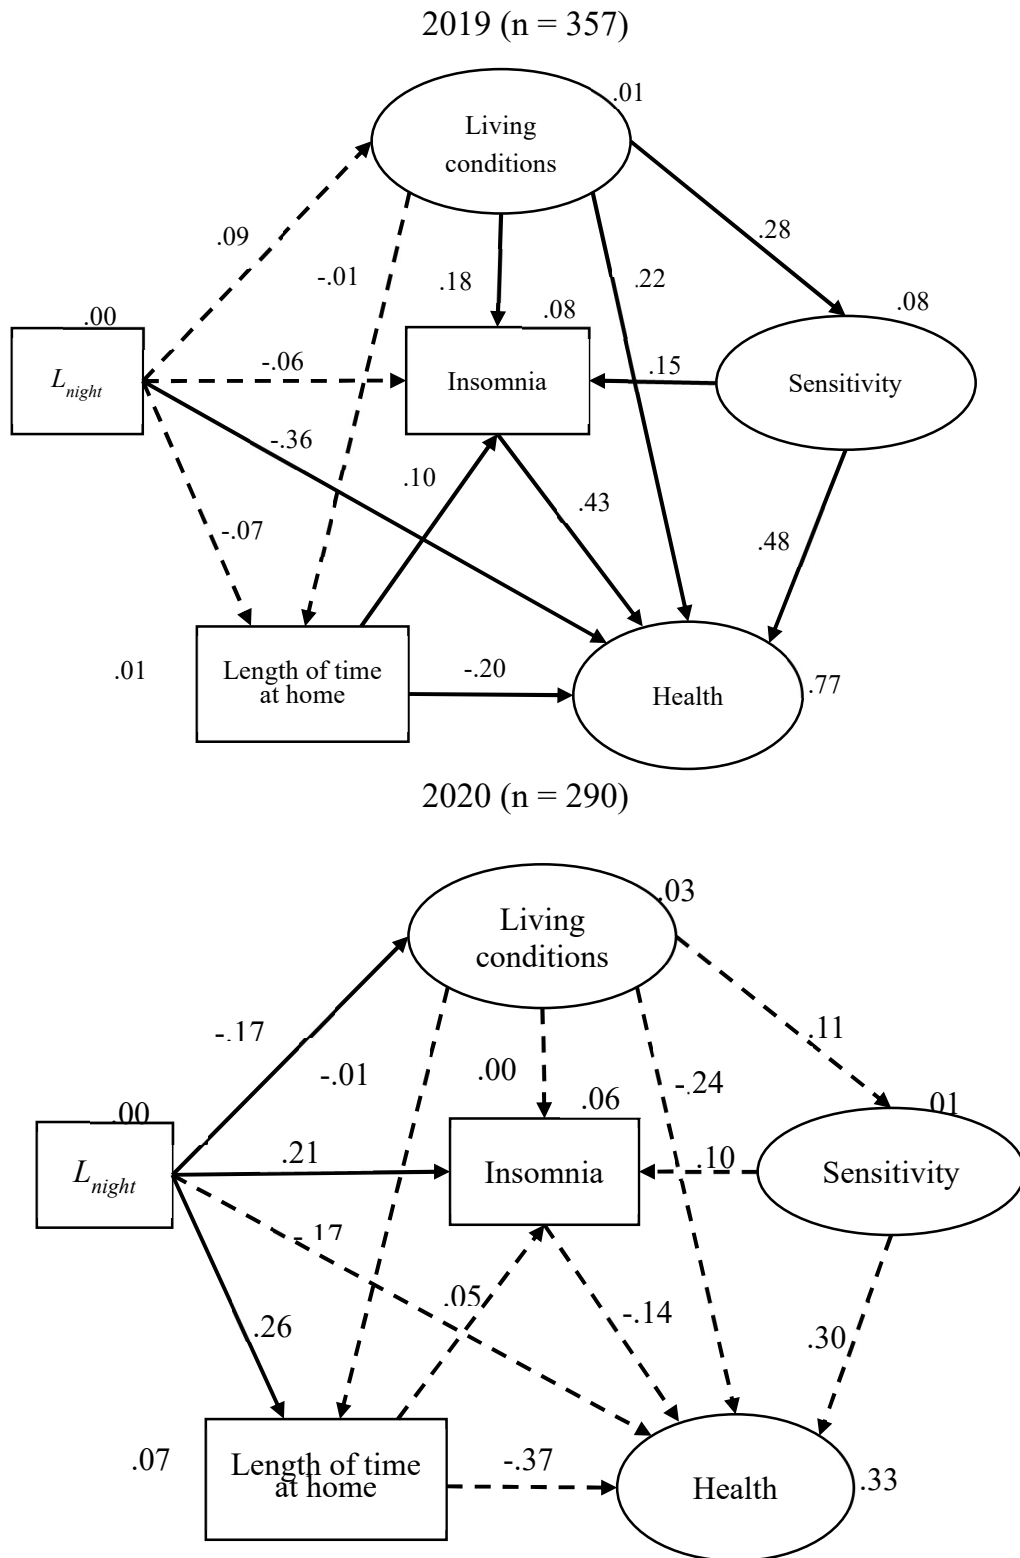 2019 (n = 357)
.01
Living
conditions
.28
.09
-.01
.22
.18
.00
.08
.08
-.06
.15
L_night
Insomnia
Sensitivity
-.36
.10
.43
-.07
.48
.01
Length of time
at home
-.20
Health
.77
2020 (n = 290)
.03
Living
conditions
-.17
.11
-.01
.00
-.24
.00
.06
01
.21
.10
L_night
Insomnia
Sensitivity
-.17
.05
-.14
.26
.30
.07
Length of time
at home
-.37
Health
.33